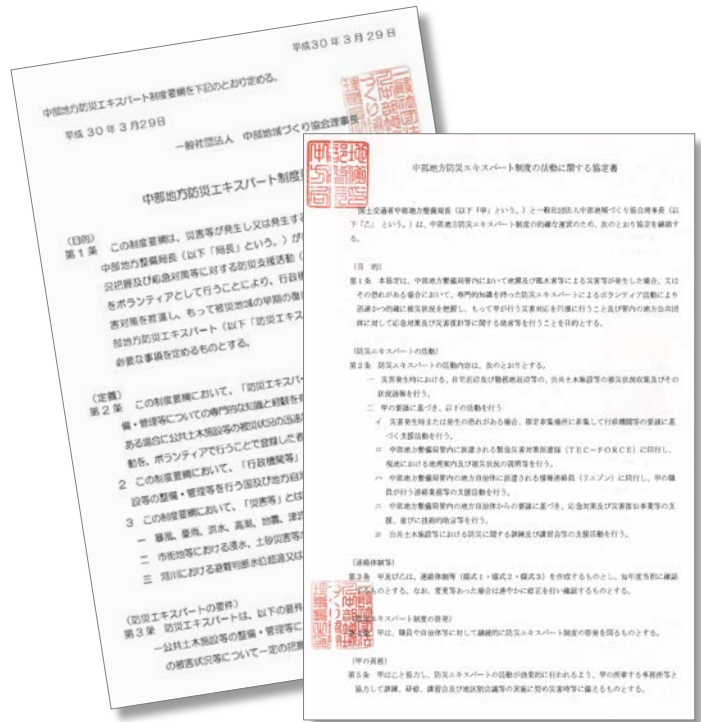 平成30年3月29日
中部地方防災エキスパート制度要綱を下記のとおり定める。
平成 30年3月29日
一般社団法人 中部地域づくり協会理事長
中部地方防災エキスパート制度
(目的)
第1条 この制度要綱は、災害等が発生し又は発生する
中部地方整備局長(以下「局長」という。)が
況把握及び応急対策等に対する防災支援活動(
をボランティアとして行うことにより、行政機
害対策を推進し、もって被災地域の早期の復
部地方防災エキスパート(以下「防災エキス
必要な事項を定めるものとする。
(定義)
第2条 この制度要綱において、「防災エキスパー
備・管理等についての専門的な知識と経験を有
ある場合に公共土木施設等の被災状況の迅速な
動を、ボランティアで行うことで登録した者
2 この制度要綱において、「行政機関等」
設等の整備・管理等を行う国及び地方自治
3 この制度要綱において、「災害等」とは
一 暴風、豪雨、洪水、高潮、地震、津波
二 市街地等における浸水、土砂災害等が
三 河川における避難判断水位超過又は
(防災エキスパートの要件)
第3条 防災エキスパートは、以下の要件
一公共土木施設等の整備・管理等に
の被害状況等について一定の把握
中部地方防災エキスパート制度の活動に関する協定書
国土交通省中部地方整備局長(以下「甲」という。)と一般社団法人中部地域づくり協会理事長(以
下「乙」という。)は、中部地方防災エキスパート制度の的確な運営のため、次のとおり協定を締結す
る。
(目 的)
第1条 本協定は、中部地方整備局管内において地震及び風水害等による災害等が発生した場合、又は
その恐れがある場合において、専門的知識を持った防災エキスパートによるボランティア活動により
迅速かつ的確に被災状況を把握し、もって甲が行う災害対応を円滑に行うこと及び管内の地方公共団
体に対して応急対策及び災害復旧等に関する助言等を行うことを目的とする。
(防災エキスパートの活動)
第2条 防災エキスパートの活動内容は、次のおりとする。
一 災害発生時における、自宅周辺及び勤務地周辺等の、公共土木施設等の被災状況収集及びその
状況通報を行う。
二 甲の要請に基づき、以下の活動を行う
イ 災害発生時または発生の恐れがある場合、指定参集場所に参集して行政機関等の要請に基
づく支援活動を行う。
ロ 中部地方整備局管内に派遣される緊急災害対策派遣隊(TEC-FORCE)に同行し、
現地における地理案内及び被災状況の説明等を行う。
ハ 中部地方整備局管内の地方自治体に派遣される情報連絡員(リエゾン)に同行し、甲の職
員が行う連絡業務等の支援活動を行う。
ニ 中部地方整備局管内の地方自治体からの要請に基づき、応急対策及び災害復旧事業等の支
援、並びに技術的助言等を行う。
ホ 公共土木施設等における防災に関する訓練及び講習会等の支援活動を行う。
(連絡体制等)
第3条 甲及び乙は、連絡体制等(様式1・様式2・様式3)を作成するものとし、毎年度当初に確認
するものとする。なお、変更等あった場合は速やかに修正を行い確認するものとする。
エキスパート制度の啓発)
甲は、職員や自治体等に対して継続的に防災エキスパート制度の啓発を図るものとする。
(甲の責務)
第5条 甲は乙と協力し、防災エキスパートの活動が効果的に行われるよう、甲の所掌する事務所等と
協力して訓練、研修、講習会及び地区別会議等の実施に努め災害時等に備えるものとする。